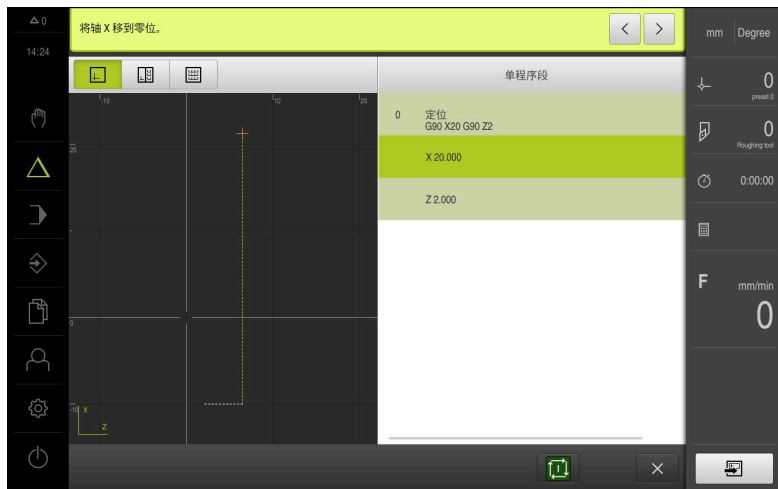 0
14:24
将轴 X 移到零位。
mm
Degree
单程序段
0
preset 0
0
Roughing tool
0:00:00
F
mm/min
0
-10
10
20
20
0
-10
X
Z
0
定位
G90 X20 G90 Z2
X 20.000
Z 2.000